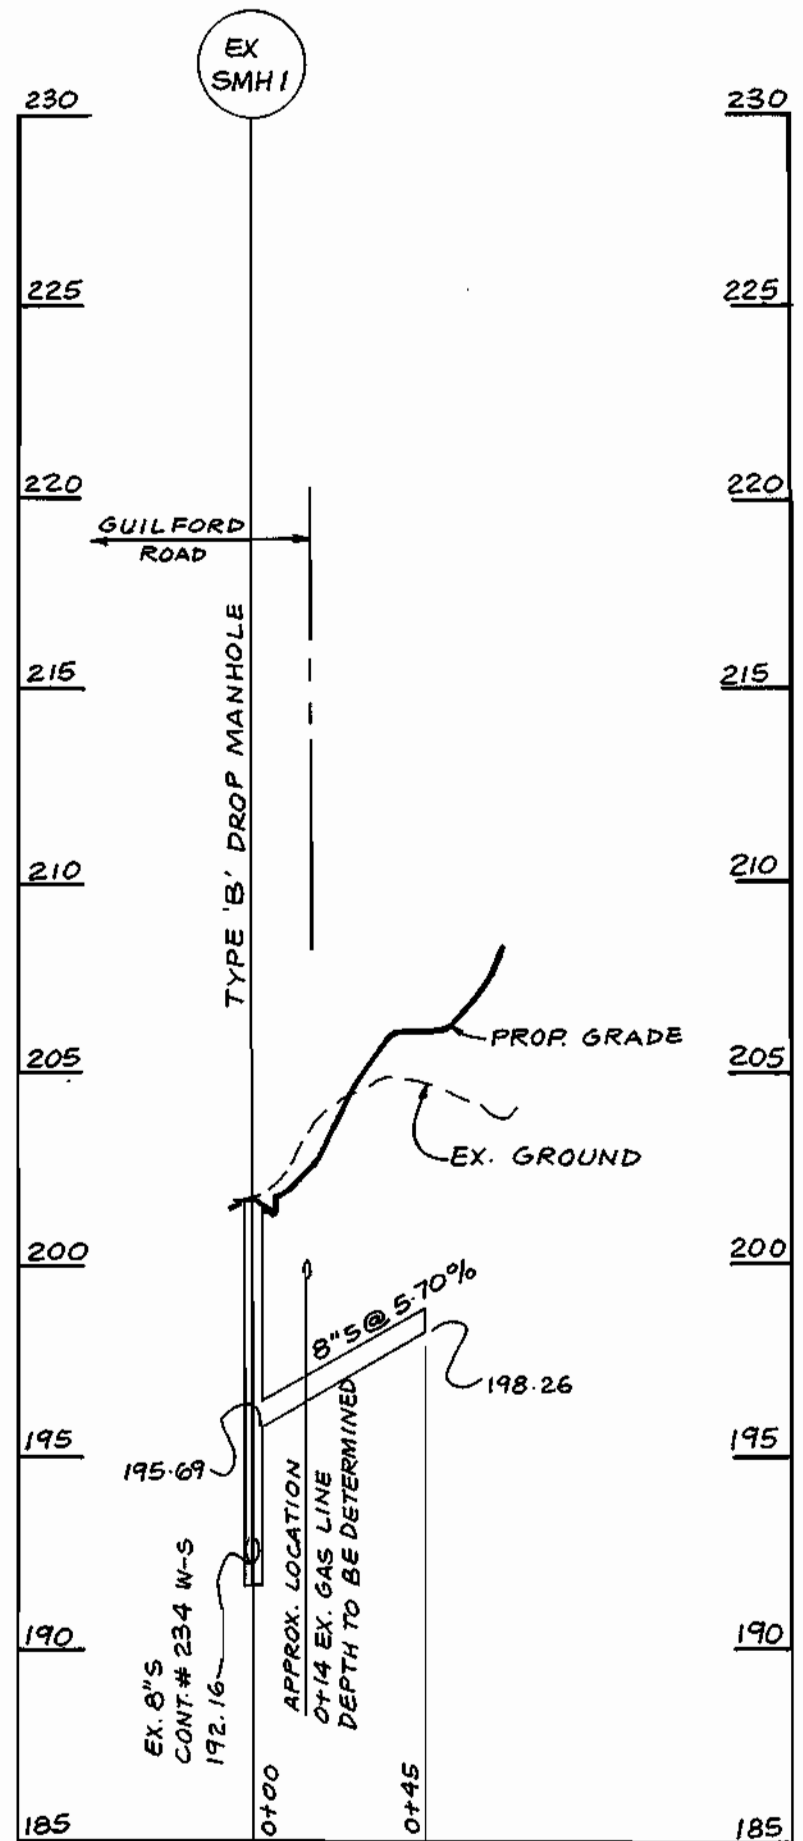 EX
SMH 1
230
230
225
225
220
220
GUILFORD
ROAD
TYPE 'B' DROP MANHOLE
215
215
210
210
PROP. GRADE
205
205
EX. GROUND
200
200
8"S @ 5.70%
198.26
195
195
195.69
EX. 8"S
CONT.# 234 W-S
192.16
APPROX. LOCATION
0+14 EX. GAS LINE
DEPTH TO BE DETERMINED
190
190
0+00
0+45
185
185